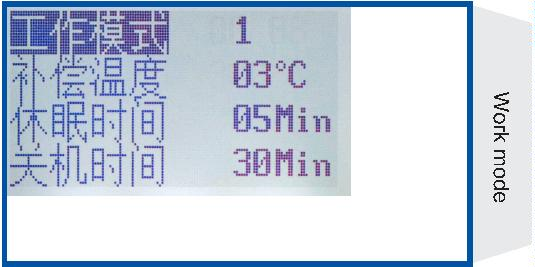 工作模式 1
补偿温度 03℃
休眠时间 05Min
关机时间 30Min
Work mode